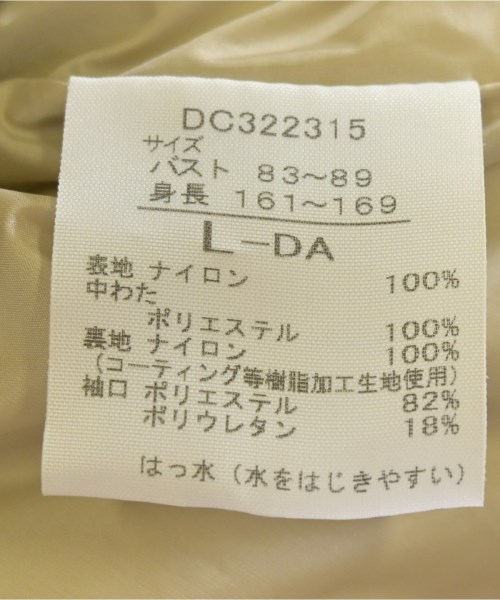 DC322315
サイズ
バスト 83～89
身長 161～169
L－DA
表地 ナイロン 100%
中わた
ポリエステル 100%
裏地 ナイロン 100%
（コーティング等樹脂加工生地使用）
袖口 ポリエステル 82%
ポリウレタン 18%
はっ水（水をはじきやすい）